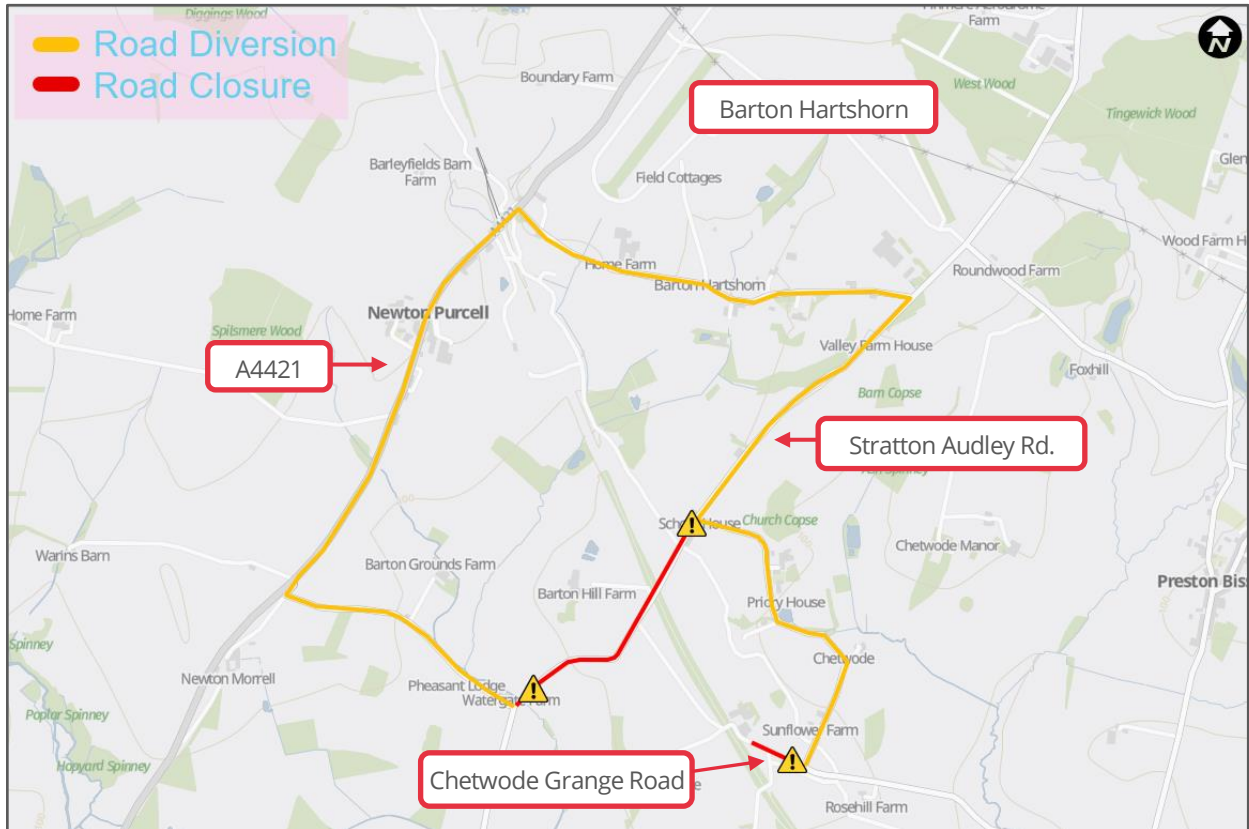 Diggings Wood
Farm
Road Diversion
Road Closure
N
Boundary Farm
Barton Hartshorn
West Wood
Tingewick Wood
Barleyfields Barn
Farm
Field Cottages
Wood Farm
Home Farm
Roundwood Farm
Barton Hartshorn
Newton Purcell
Home Farm
Spilsmere Wood
Valley Farm House
A4421
Foxhill
Barn Copse
Stratton Audley Rd.
Church Copse
Chetwode Manor
Warins Barn
Barton Grounds Farm
Barton Hill Farm
Priory House
Preston
Spinney
Chetwode
Newton Morrell
Pheasant Lodge
Watergate Farm
Poplar Spinney
Sunflower Farm
Hopyard Spinney
Chetwode Grange Road
Rosehill Farm